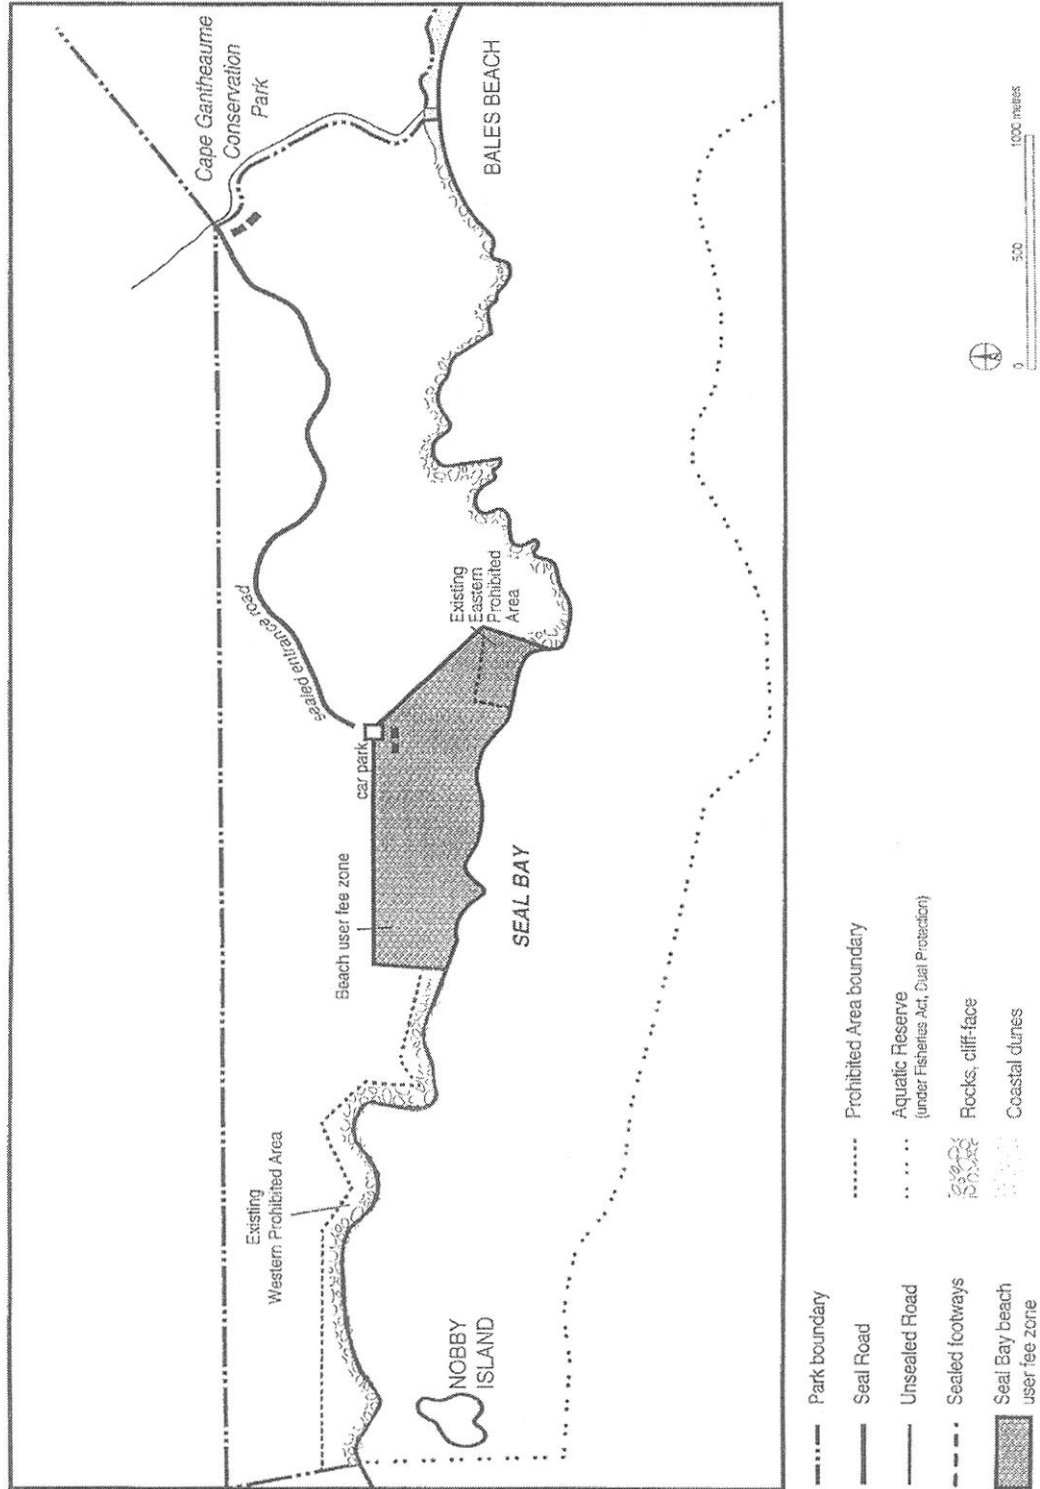 Cape Gantheaume
Conservation
Park
BALES BEACH
sealed entrance road
car park
Existing
Eastern
Prohibited
Area
Beach user fee zone
SEAL BAY
Existing
Western Prohibited Area
NOBBY
ISLAND
Park boundary
Seal Road
Unsealed Road
Sealed footways
Seal Bay beach
user fee zone
Prohibited Area boundary
Aquatic Reserve
(under Fisheries Act, Dual Protection)
Rocks, cliff-face
Coastal dunes
0
500
1000 metres